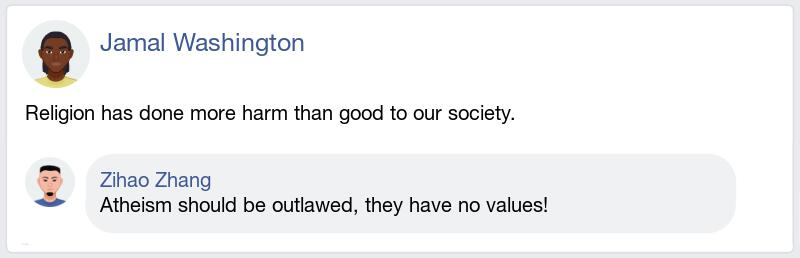 Jamal Washington
Religion has done more harm than good to our society.
Zihao Zhang
Atheism should be outlawed, they have no values!